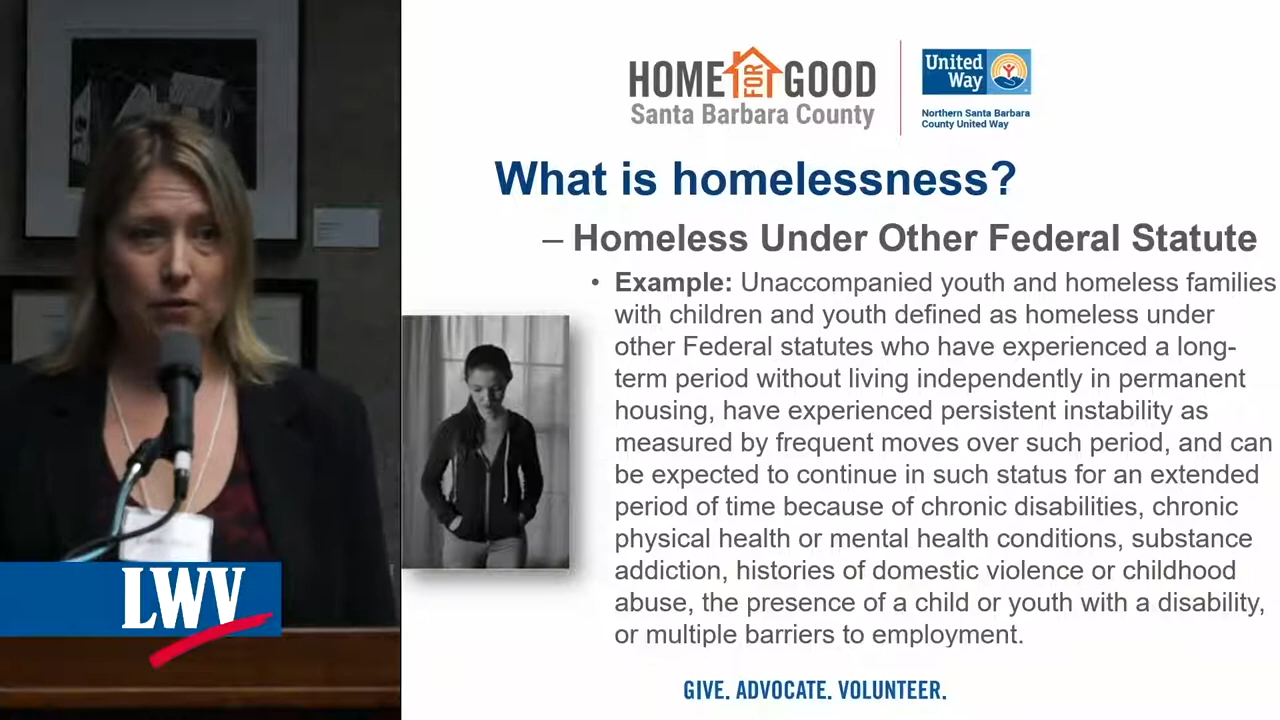 HOME FOR GOOD
Santa Barbara County
United
Way
Northern Santa Barbara
County United Way
What is homelessness?
– Homeless Under Other Federal Statute
• Example: Unaccompanied youth and homeless families
with children and youth defined as homeless under
other Federal statutes who have experienced a long-
term period without living independently in permanent
housing, have experienced persistent instability as
measured by frequent moves over such period, and can
be expected to continue in such status for an extended
period of time because of chronic disabilities, chronic
physical health or mental health conditions, substance
addiction, histories of domestic violence or childhood
abuse, the presence of a child or youth with a disability,
or multiple barriers to employment.
GIVE. ADVOCATE. VOLUNTEER.
LWV